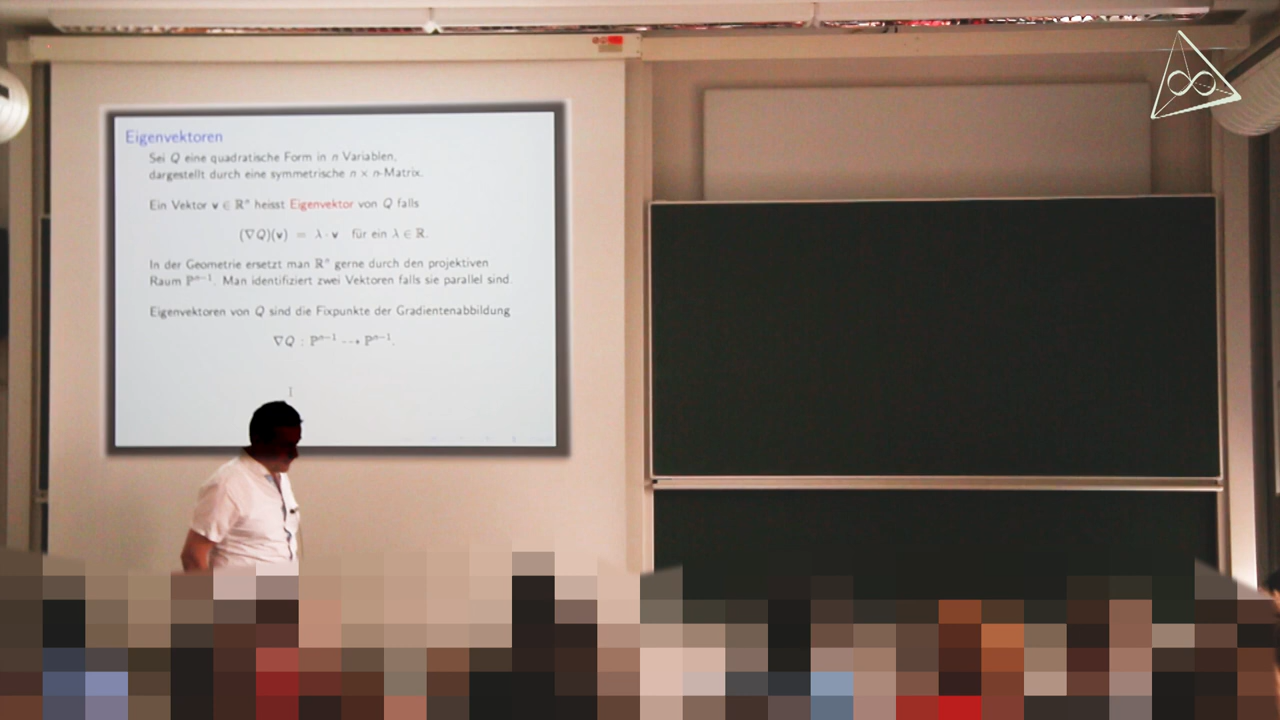 Eigenvektoren
Sei Q eine quadratische Form in n Variablen,
dargestellt durch eine symmetrische n × n-Matrix.
Ein Vektor v ∈ ℝⁿ heisst Eigenvektor von Q falls
(∇Q)(v) = λ · v für ein λ ∈ ℝ.
In der Geometrie ersetzt man ℝⁿ gerne durch den projektiven
Raum ℙⁿ⁻¹. Man identifiziert zwei Vektoren falls sie parallel sind.
Eigenvektoren von Q sind die Fixpunkte der Gradientenabbildung
∇Q : ℙⁿ⁻¹ ⇢ ℙⁿ⁻¹.